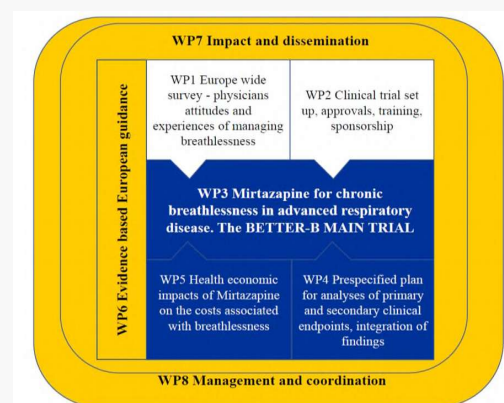 WP7 Impact and dissemination
WP6 Evidence based European guidance
WP1 Europe wide
survey - physicians
attitudes and
experiences of managing
breathlessness
WP2 Clinical trial set
up, approvals, training,
sponsorship
WP3 Mirtazapine for chronic
breathlessness in advanced respiratory
disease. The BETTER-B MAIN TRIAL
WP5 Health economic
impacts of Mirtazapine
on the costs associated
with breathlessness
WP4 Prespecified plan
for analyses of primary
and secondary clinical
endpoints, integration of
findings
WP8 Management and coordination